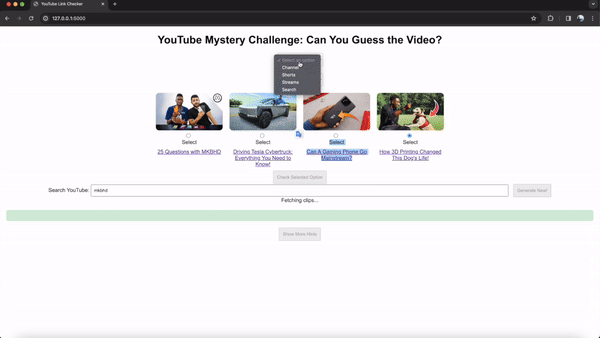 YouTube Link Checker
127.0.0.1:5000
YouTube Mystery Challenge: Can You Guess the Video?
Select an option
Channel
Shorts
Streams
Search
Select
Select
Select
Select
25 Questions with MKBHD
Driving Tesla Cybertruck:
Everything You Need to
Know!
Can A Gaming Phone Go
Mainstream?
How 3D Printing Changed
This Dog's Life!
Check Selected Option
Search YouTube:
mkbhd
Generate New!
Fetching clips...
Show More Hints